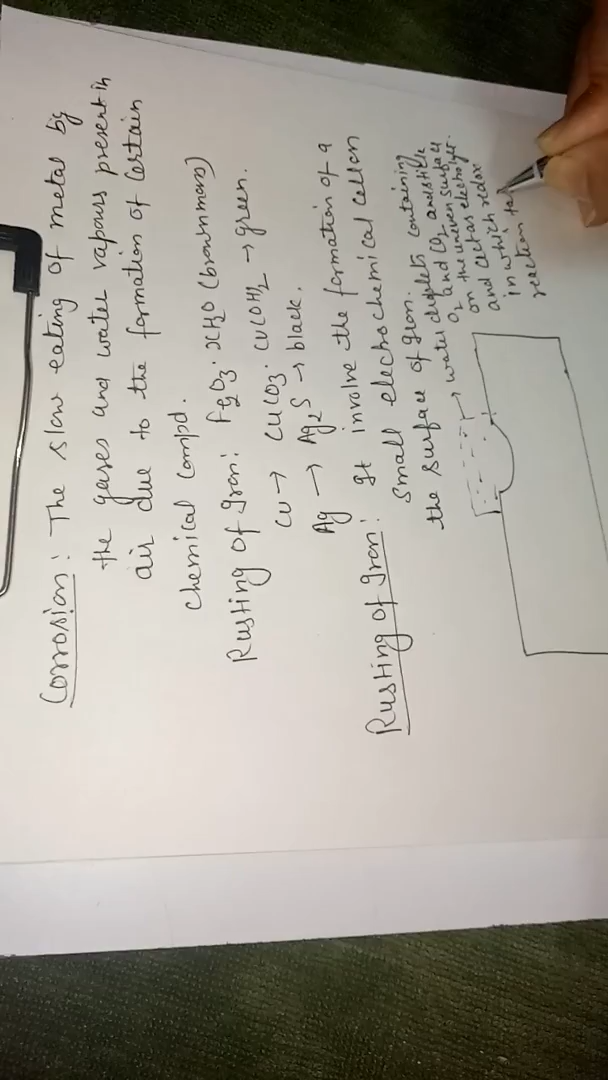 Corrosion: The slow eating of metal by
the gases and water vapours present in
air due to the formation of certain
chemical compd.
Rusting of Iron: Fe2O3. xH2O (brown mass)
Cu → CuCO3. Cu(OH)2 → green.
Ag → Ag2S → black.
Rusting of Iron: It involve the formation of a
small electrochemical cell on
the surface of Iron.
→ water droplets containing
O2 and CO2 and stick
on the uneven surface
and act as electrolyte.
and which redox
in which
reaction